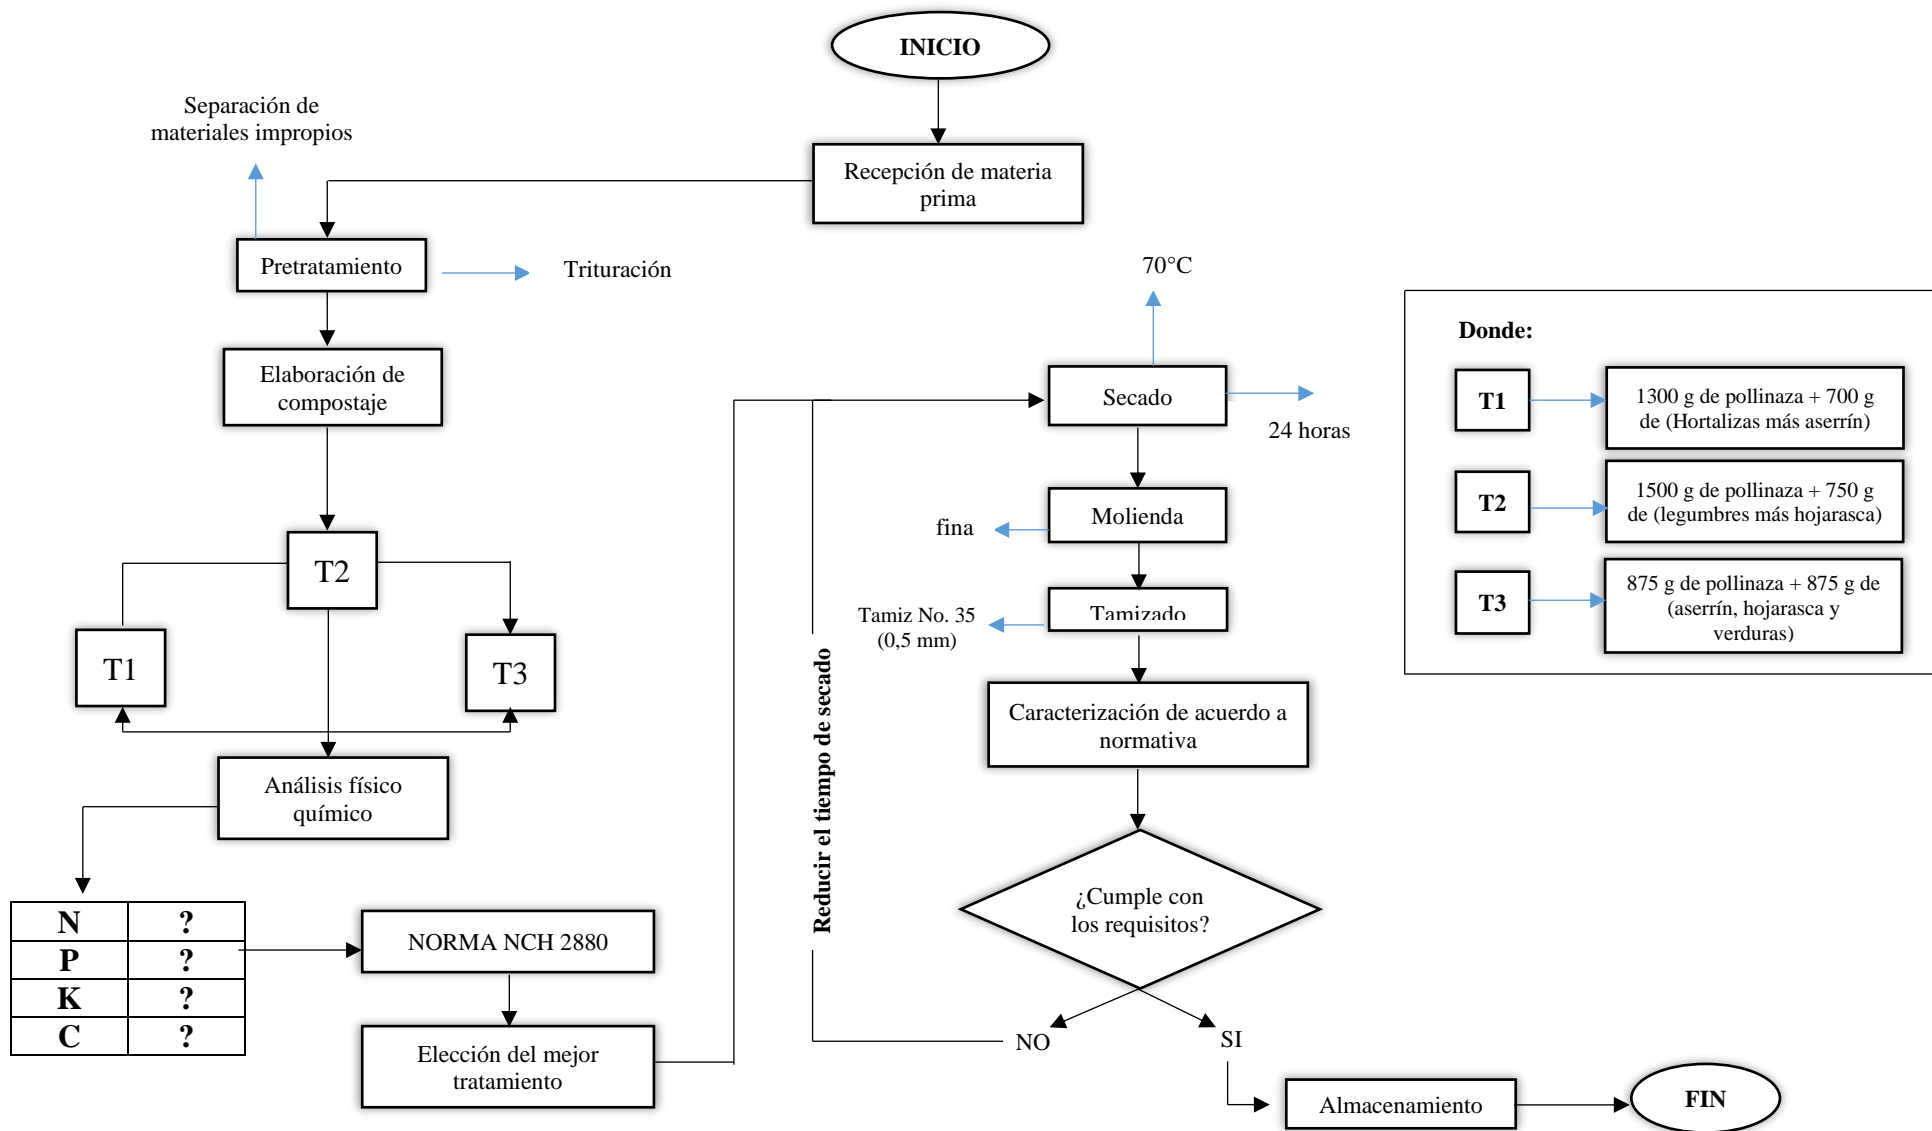 INICIO
Separación de
materiales impropios
Recepción de materia
prima
Pretratamiento
Trituración
Elaboración de
compostaje
T2
T1
T3
Análisis físico
químico
N ?
P ?
K ?
C ?
NORMA NCH 2880
Elección del mejor
tratamiento
Reducir el tiempo de secado
70°C
Secado
24 horas
Molienda
fina
Tamizado
Tamiz No. 35
(0,5 mm)
Caracterización de acuerdo a
normativa
¿Cumple con
los requisitos?
NO
SI
Almacenamiento
FIN
Donde:
T1
1300 g de pollinaza + 700 g
de (Hortalizas más aserrín)
T2
1500 g de pollinaza + 750 g
de (legumbres más hojarasca)
T3
875 g de pollinaza + 875 g de
(aserrín, hojarasca y
verduras)